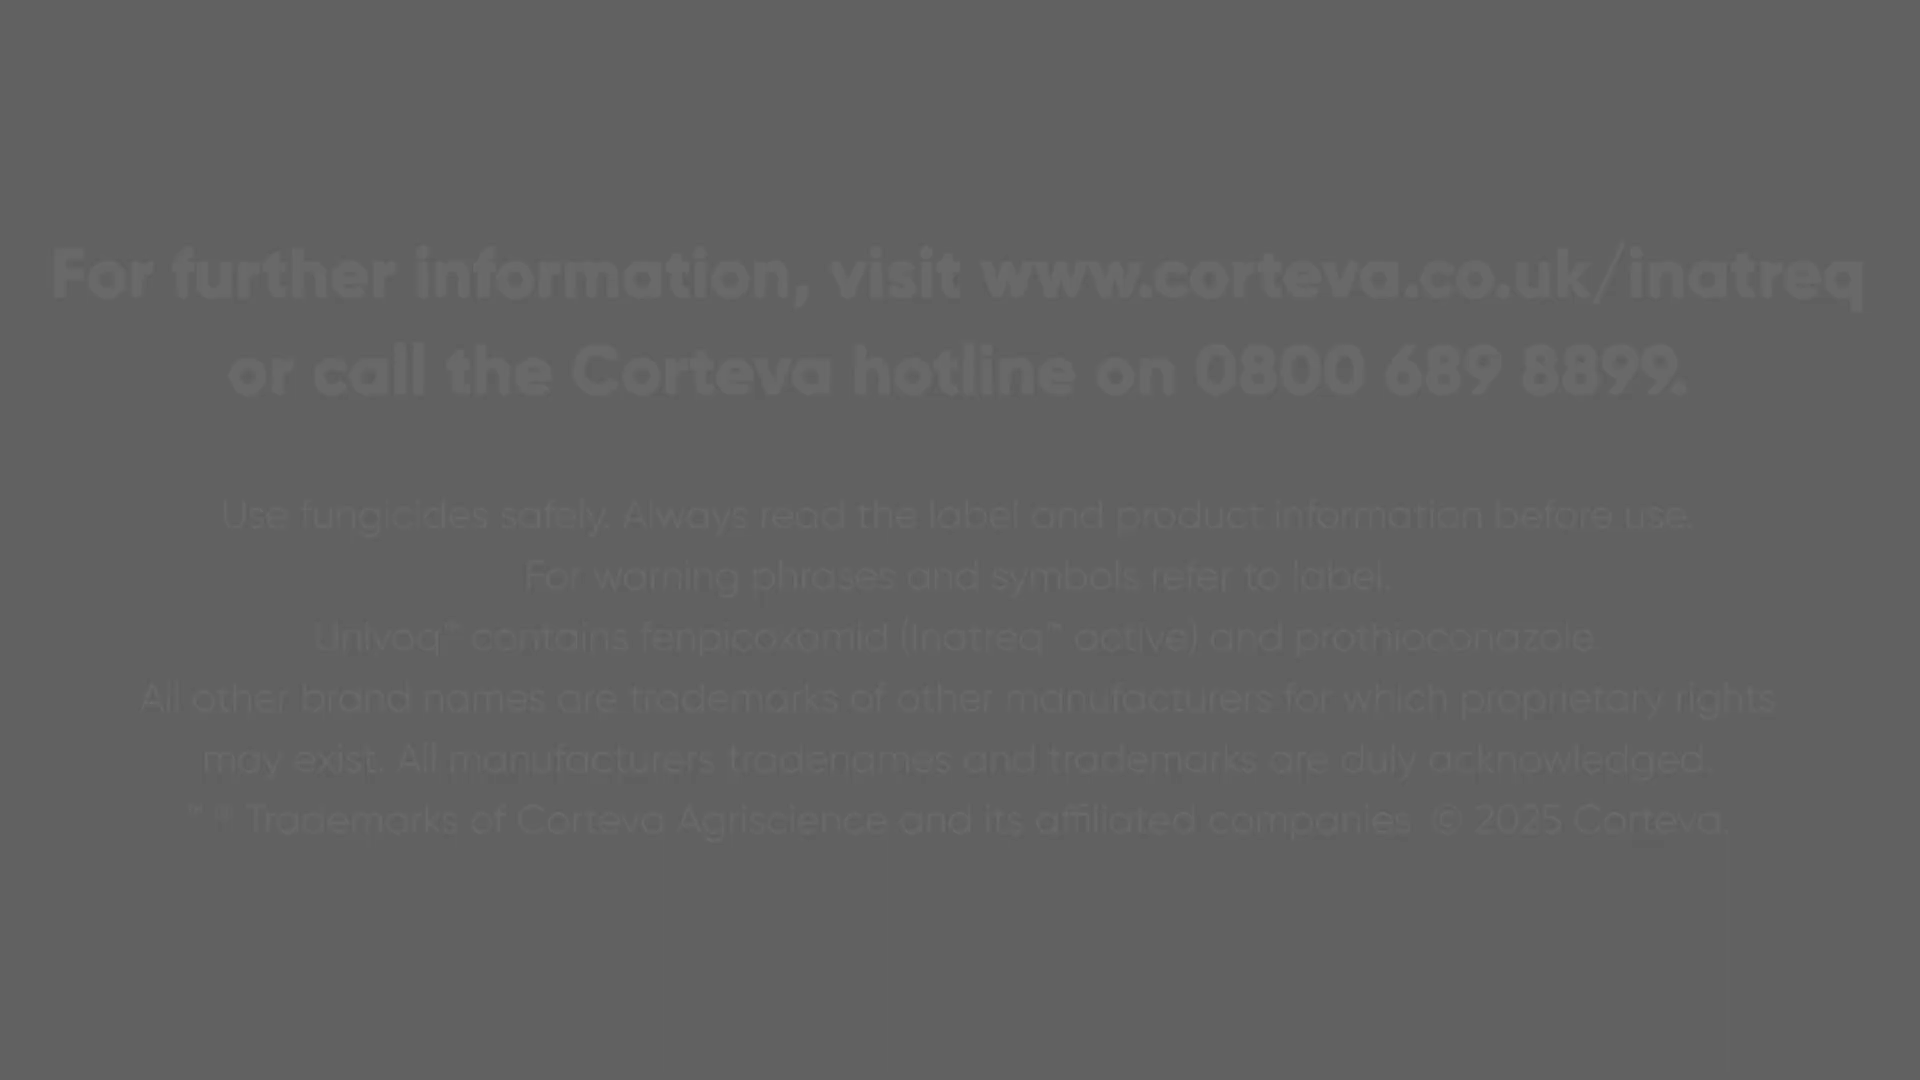 For further information, visit www.corteva.co.uk/inatreq
or call the Corteva hotline on 0800 689 8899.
Use fungicides safely. Always read the label and product information before use.
For warning phrases and symbols refer to label.
Univoq™ contains fenpicoxamid (Inatreq™ active) and prothioconazole.
All other brand names are trademarks of other manufacturers for which proprietary rights
may exist. All manufacturers tradenames and trademarks are duly acknowledged.
™ ® Trademarks of Corteva Agriscience and its affiliated companies. © 2025 Corteva.